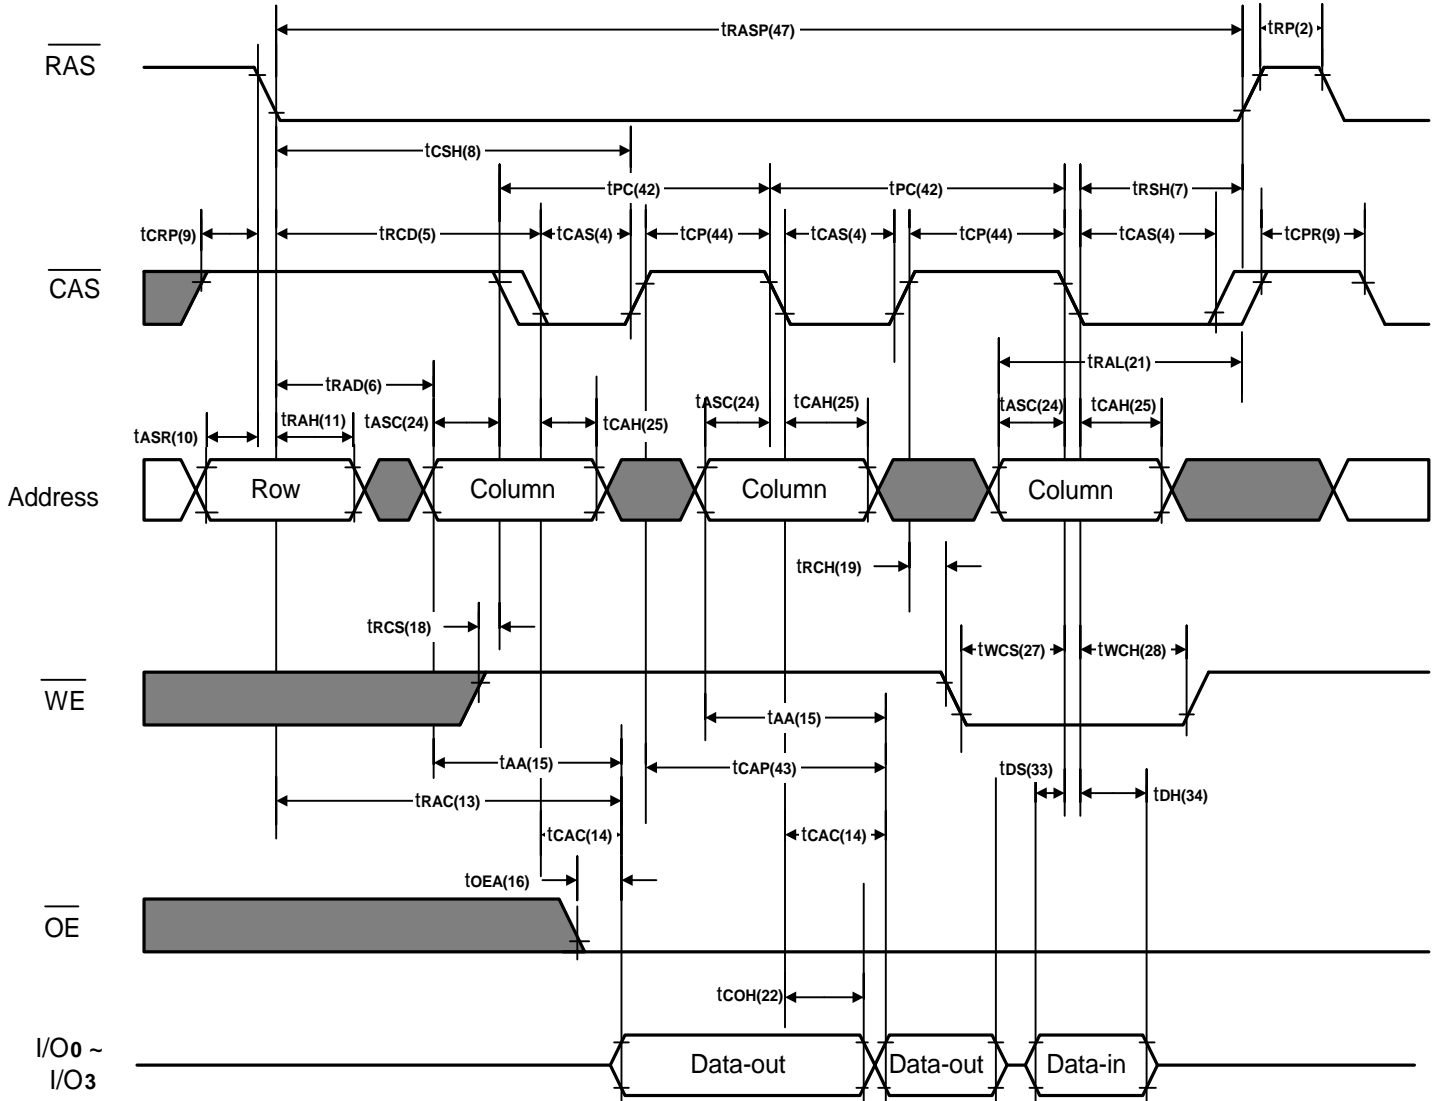 tRASP(47) tRP(2)
RAS
tCSH(8)
tPC(42) tPC(42) tRSH(7)
tCRP(9) tRCD(5) tCAS(4) tCP(44) tCAS(4) tCP(44) tCAS(4) tCPR(9)
CAS
tRAL(21)
tRAD(6)
tASR(10) tRAH(11) tASC(24) tCAH(25) tASC(24) tCAH(25) tASC(24) tCAH(25)
Address Row Column Column Column
tRCH(19)
tRCS(18) tWCS(27) tWCH(28)
WE
tAA(15)
tAA(15) tCAP(43) tDS(33)
tRAC(13) tDH(34)
tCAC(14) tCAC(14)
tOEA(16)
OE
tCOH(22)
I/O0 ~
I/O3
Data-out Data-out Data-in